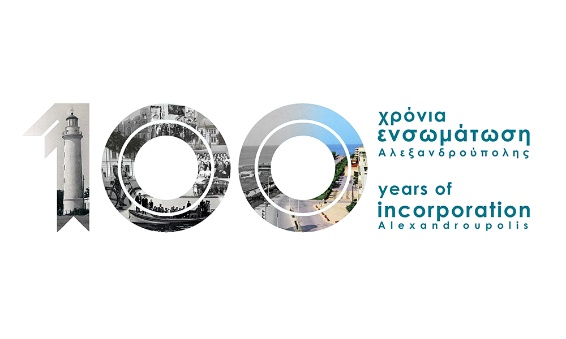 100
χρόνια
ενσωμάτωση
Αλεξανδρούπολης
years of
incorporation
Alexandroupolis